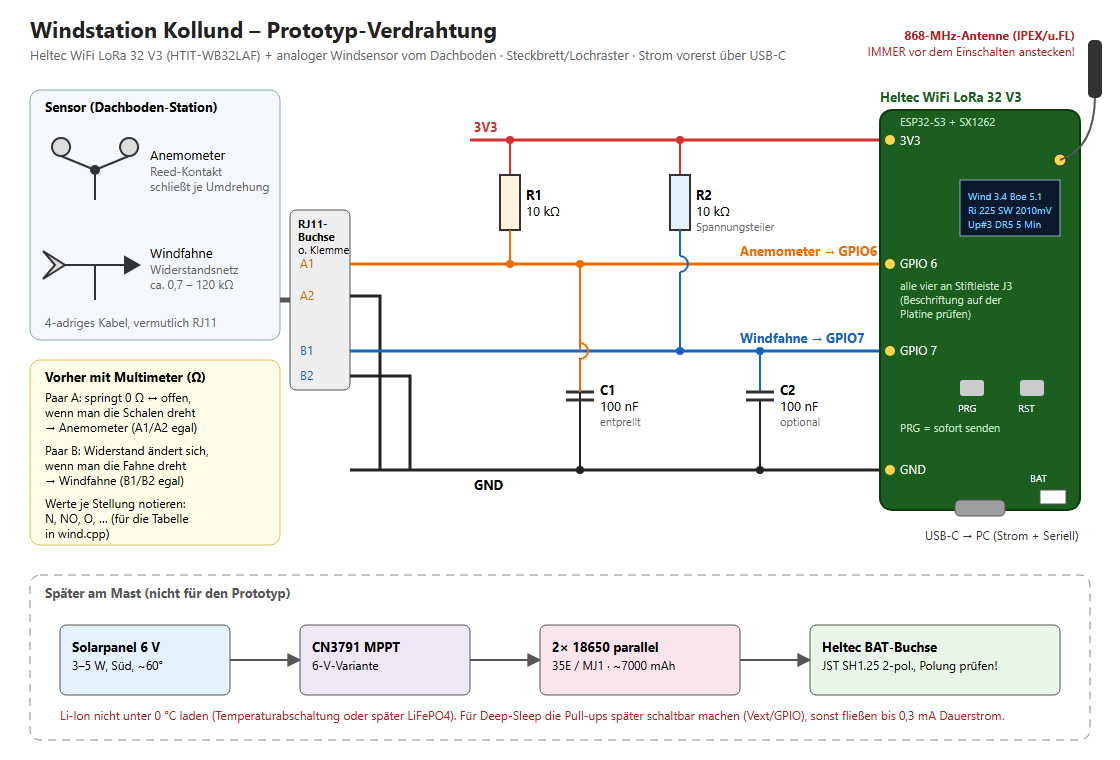 Windstation Kollund – Prototyp-Verdrahtung
Heltec WiFi LoRa 32 V3 (HTIT-WB32LAF) + analoger Windsensor vom Dachboden · Steckbrett/Lochraster · Strom vorerst über USB-C
868-MHz-Antenne (IPEX/u.FL)
IMMER vor dem Einschalten anstecken!
Sensor (Dachboden-Station)
Anemometer
Reed-Kontakt
schließt je Umdrehung
Windfahne
Widerstandsnetz
ca. 0,7 – 120 kΩ
4-adriges Kabel, vermutlich RJ11
RJ11-
Buchse
o. Klemme
A1
A2
B1
B2
3V3
R1
10 kΩ
R2
10 kΩ
Spannungsteiler
Anemometer → GPIO6
Windfahne → GPIO7
C1
100 nF
entprellt
C2
100 nF
optional
GND
Heltec WiFi LoRa 32 V3
ESP32-S3 + SX1262
3V3
Wind 3.4 Boe 5.1
Ri 225 SW 2010mV
Up#3 DR5 5 Min
GPIO 6
alle vier an Stiftleiste J3
(Beschriftung auf der
Platine prüfen)
GPIO 7
PRG
RST
PRG = sofort senden
GND
BAT
USB-C → PC (Strom + Seriell)
Vorher mit Multimeter (Ω)
Paar A: springt 0 Ω ↔ offen,
wenn man die Schalen dreht
→ Anemometer (A1/A2 egal)
Paar B: Widerstand ändert sich,
wenn man die Fahne dreht
→ Windfahne (B1/B2 egal)
Werte je Stellung notieren:
N, NO, O, ... (für die Tabelle
in wind.cpp)
Später am Mast (nicht für den Prototyp)
Solarpanel 6 V
3–5 W, Süd, ~60°
CN3791 MPPT
6-V-Variante
2× 18650 parallel
35E / MJ1 · ~7000 mAh
Heltec BAT-Buchse
JST SH1.25 2-pol., Polung prüfen!
Li-Ion nicht unter 0 °C laden (Temperaturabschaltung oder später LiFePO4). Für Deep-Sleep die Pull-ups später schaltbar machen (Vext/GPIO), sonst fließen bis 0,3 mA Dauerstrom.